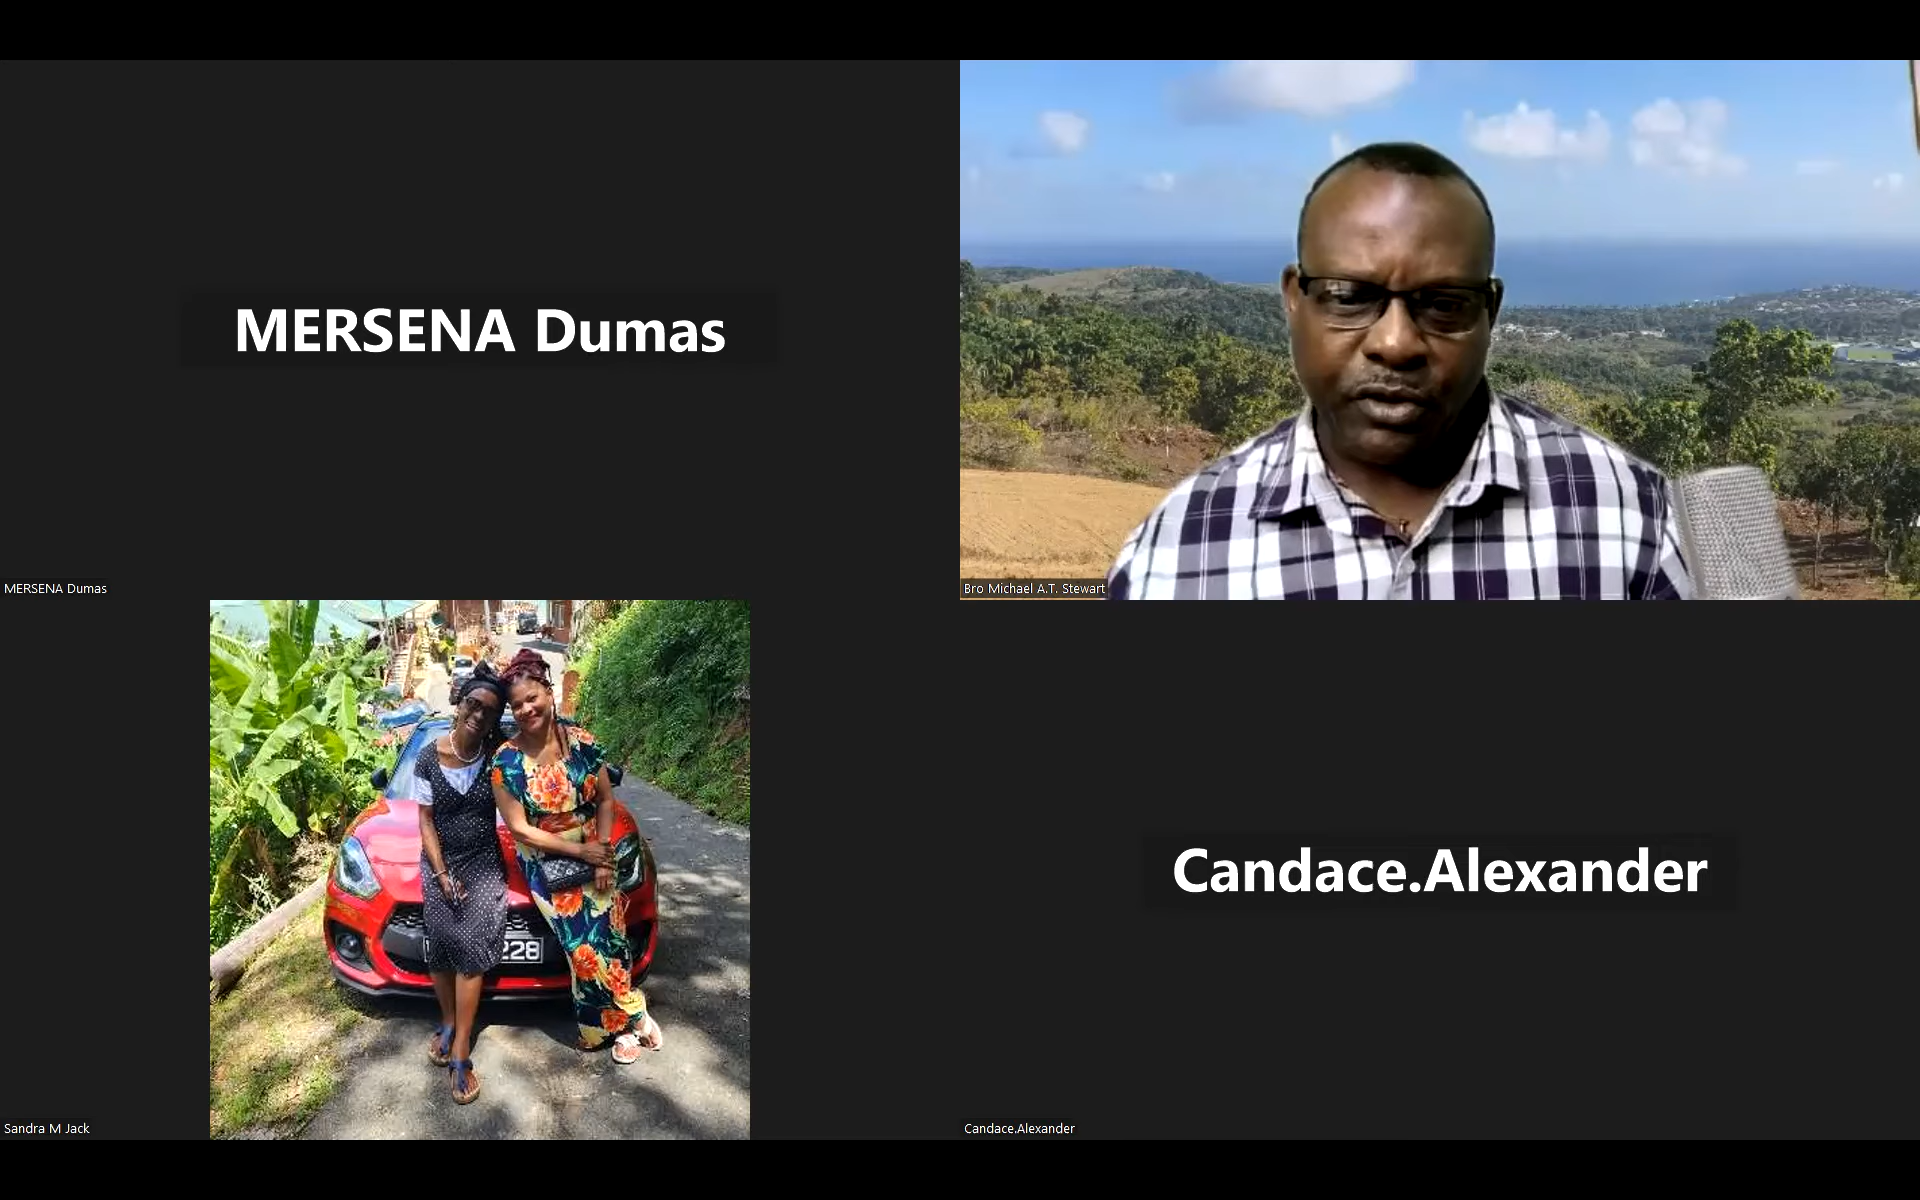 MERSENA Dumas
MERSENA Dumas
Bro Michael A.T. Stewart
228
Sandra M Jack
Candace.Alexander
Candace.Alexander